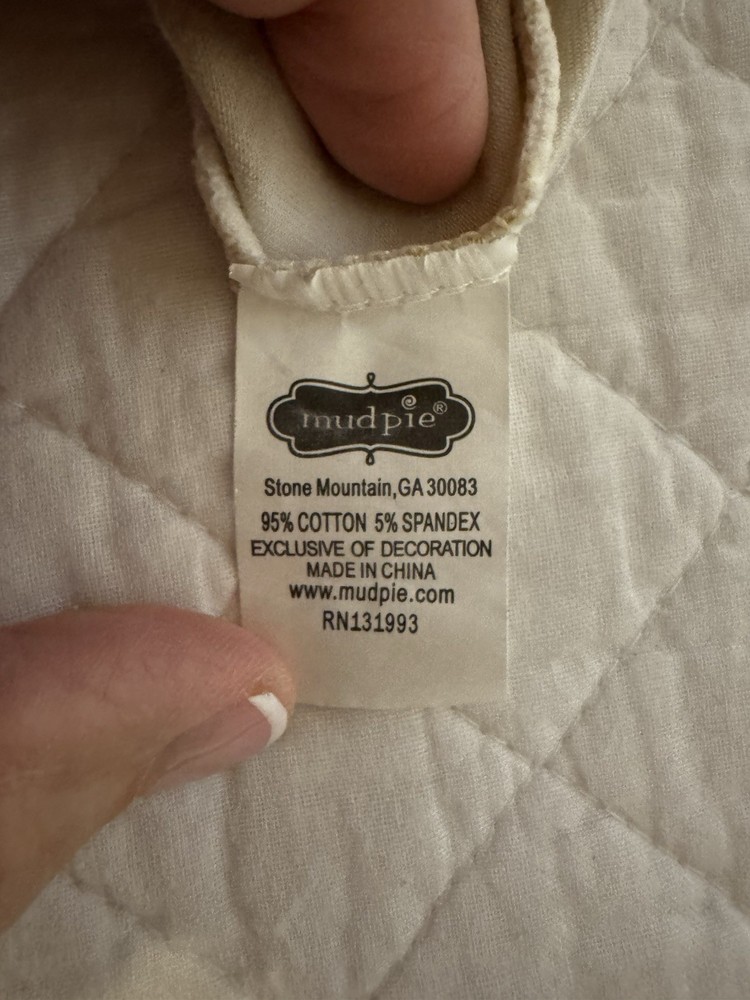 mudpie®
Stone Mountain,GA 30083
95% COTTON 5% SPANDEX
EXCLUSIVE OF DECORATION
MADE IN CHINA
www.mudpie.com
RN131993